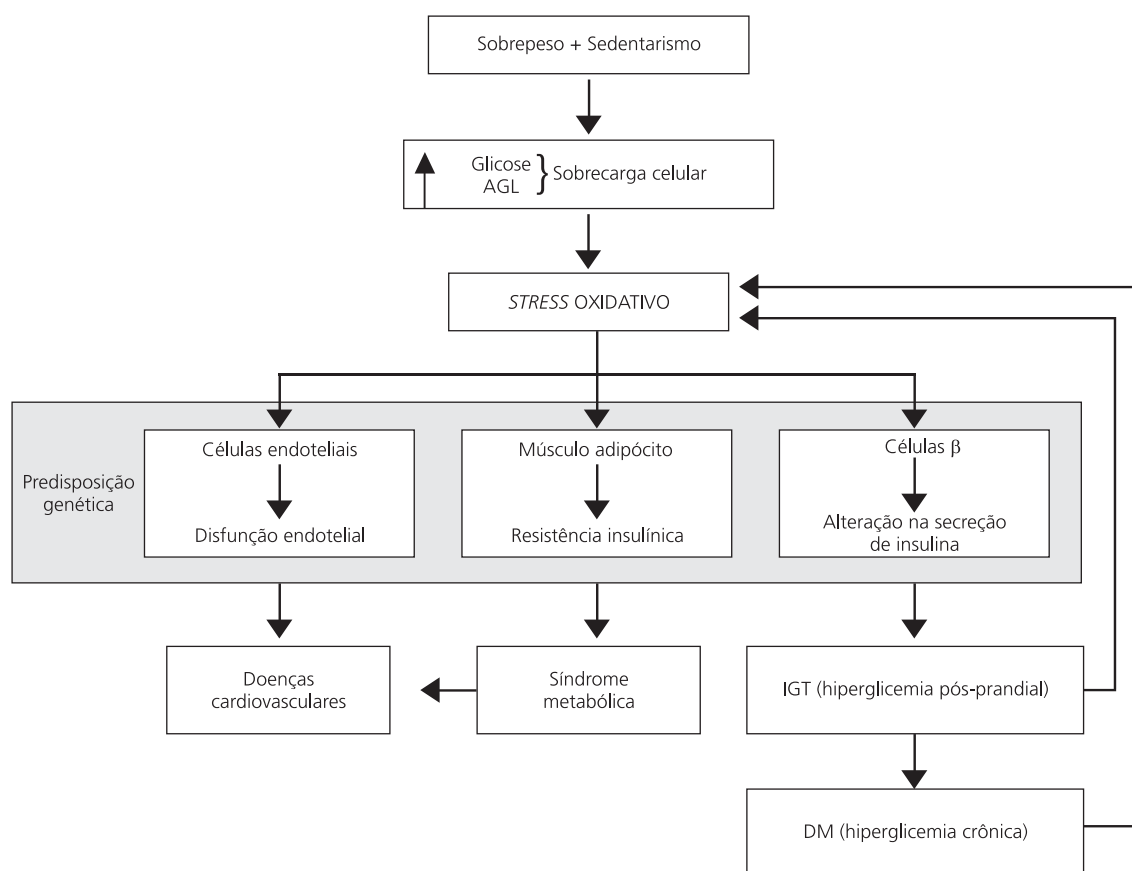 Sobrepeso + Sedentarismo
Glicose
AGL
} Sobrecarga celular
STRESS OXIDATIVO
Predisposição
genética
Células endoteliais
Disfunção endotelial
Músculo adipócito
Resistência insulínica
Células β
Alteração na secreção
de insulina
Doenças
cardiovasculares
Síndrome
metabólica
IGT (hiperglicemia pós-prandial)
DM (hiperglicemia crônica)